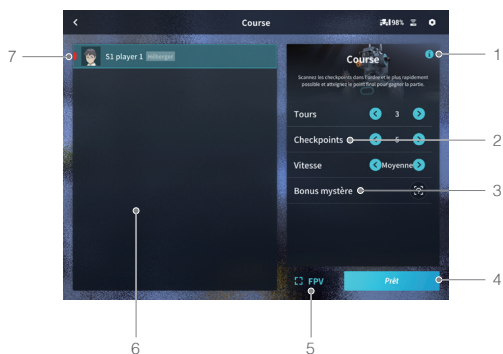 Course
98%
7
S1 player 1 Héberger
1
Course
Scannez les checkpoints dans l'ordre et le plus rapidement
possible et atteignez le point final pour gagner la partie.
Tours 3
Checkpoints 5
2
Vitesse Moyenne
Bonus mystère
3
FPV Prêt
4
6
5